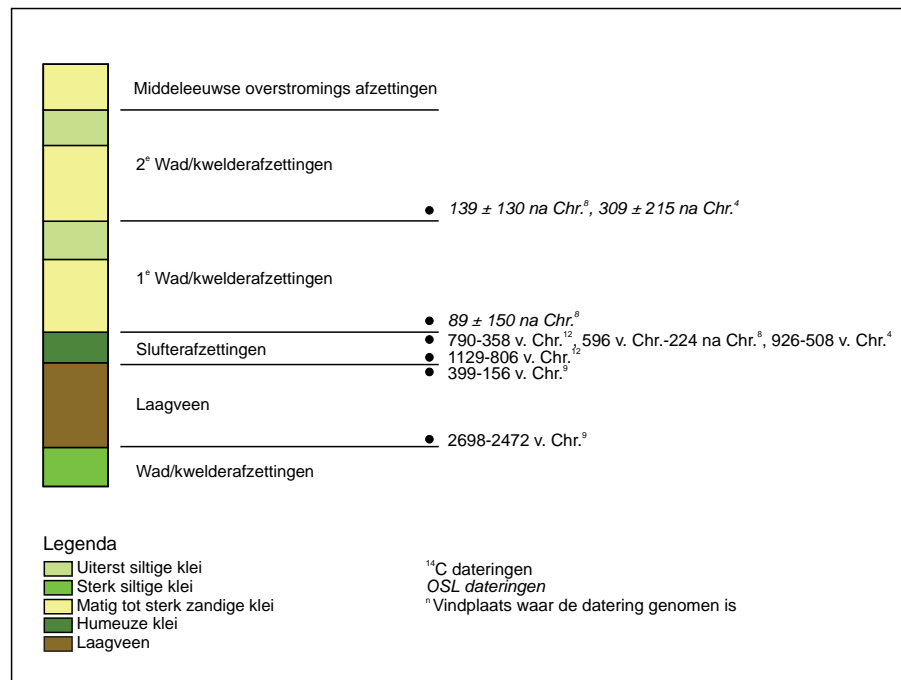 Middeleeuwse overstromings afzettingen
2ᵉ Wad/kwelderafzettingen
139 ± 130 na Chr.⁸, 309 ± 215 na Chr.⁴
1ᵉ Wad/kwelderafzettingen
89 ± 150 na Chr.⁸
790-358 v. Chr.¹², 596 v. Chr.-224 na Chr.⁸, 926-508 v. Chr.⁴
Slufterafzettingen
1129-806 v. Chr.¹²
399-156 v. Chr.⁹
Laagveen
2698-2472 v. Chr.⁹
Wad/kwelderafzettingen
Legenda
Uiterst siltige klei
Sterk siltige klei
Matig tot sterk zandige klei
Humeuze klei
Laagveen
¹⁴C dateringen
OSL dateringen
ⁿ Vindplaats waar de datering genomen is